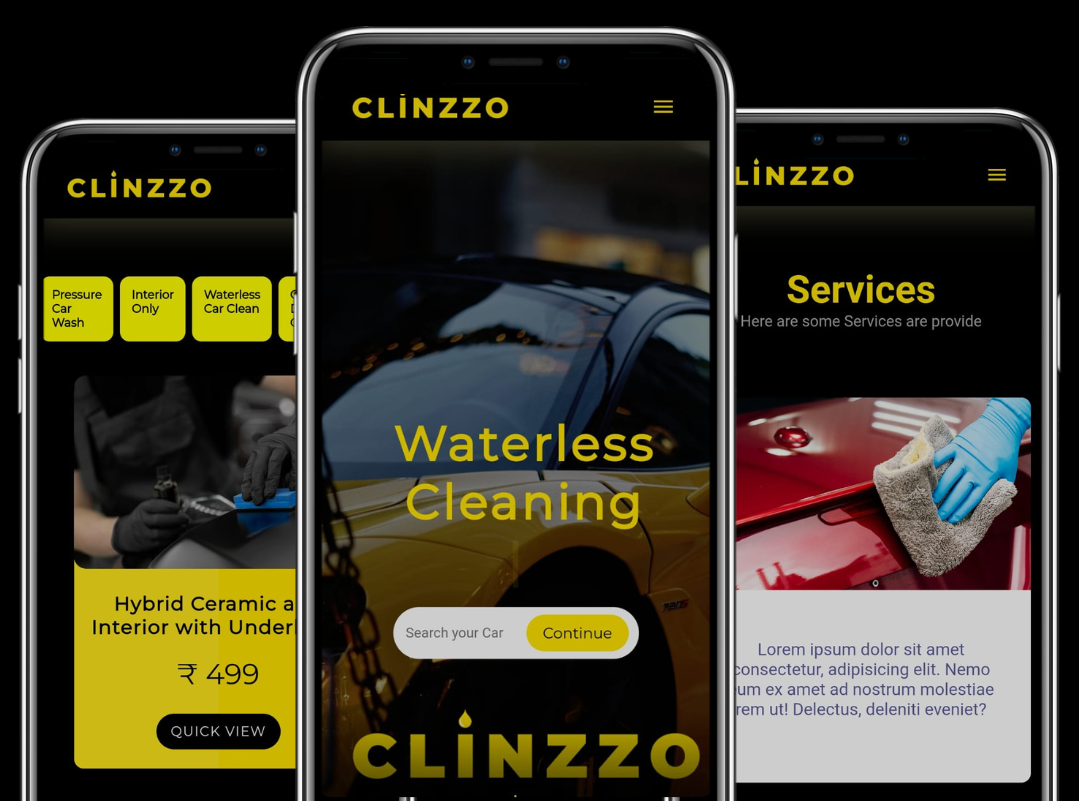 CLINZZO
Pressure
Car
Wash
Interior
Only
Waterless
Car Clean
Hybrid Ceramic a
Interior with Under
₹ 499
QUICK VIEW
CLINZZO
Waterless
Cleaning
Search your Car
Continue
CLINZZO
LINZZO
Services
Here are some Services are provide
Lorem ipsum dolor sit amet
consectetur, adipisicing elit. Nemo
um ex amet ad nostrum molestiae
rem ut! Delectus, deleniti eveniet?